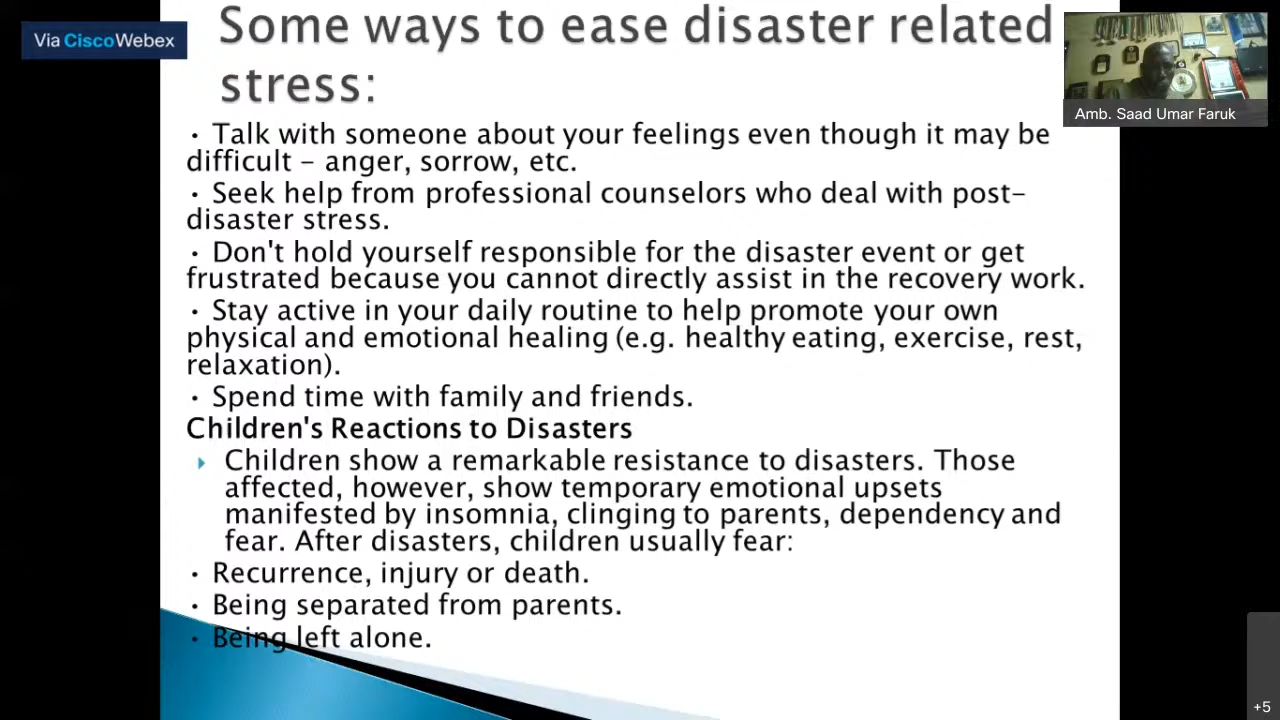 Via Cisco Webex
Some ways to ease disaster related
stress:
Amb. Saad Umar Faruk
• Talk with someone about your feelings even though it may be
difficult – anger, sorrow, etc.
• Seek help from professional counselors who deal with post-
disaster stress.
• Don't hold yourself responsible for the disaster event or get
frustrated because you cannot directly assist in the recovery work.
• Stay active in your daily routine to help promote your own
physical and emotional healing (e.g. healthy eating, exercise, rest,
relaxation).
• Spend time with family and friends.
Children's Reactions to Disasters
Children show a remarkable resistance to disasters. Those
affected, however, show temporary emotional upsets
manifested by insomnia, clinging to parents, dependency and
fear. After disasters, children usually fear:
• Recurrence, injury or death.
• Being separated from parents.
• Being left alone.
+5